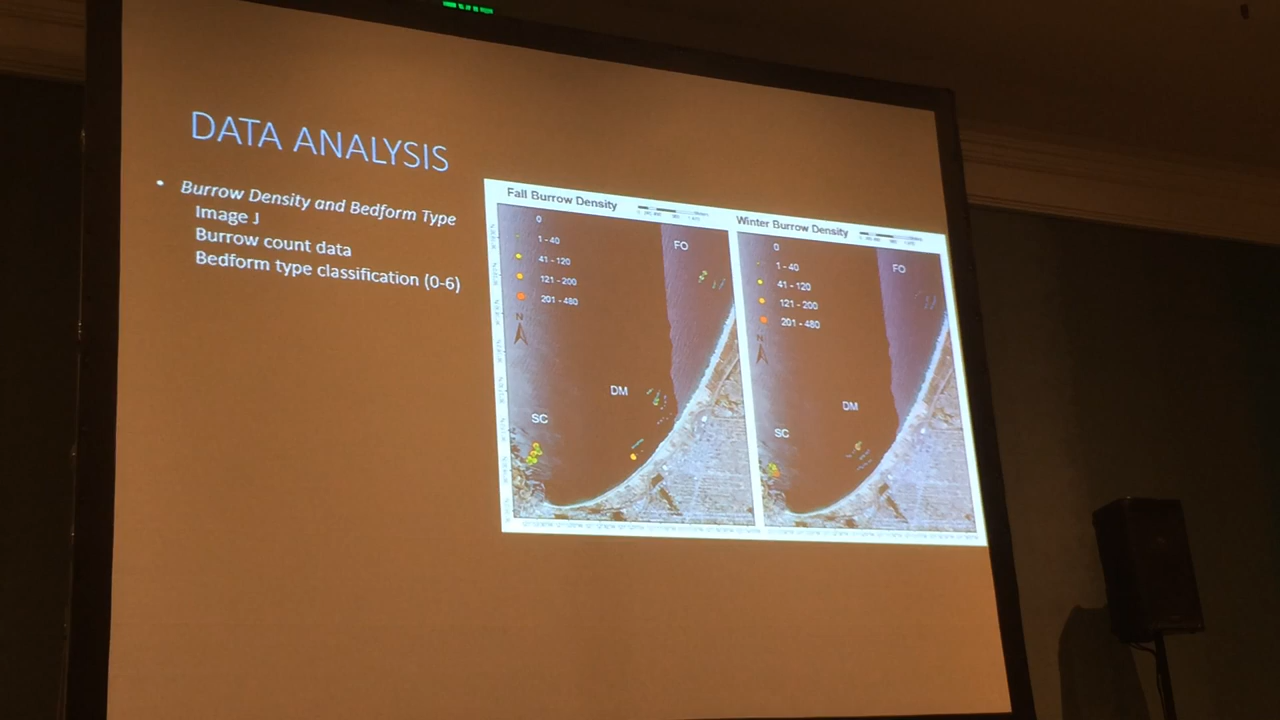 DATA ANALYSIS
• Burrow Density and Bedform Type
Image J
Burrow count data
Bedform type classification (0-6)
Fall Burrow Density
0
1 - 40
41 - 120
121 - 200
201 - 480
N
FO
DM
SC
Winter Burrow Density
0
1 - 40
41 - 120
121 - 200
201 - 480
N
FO
DM
SC